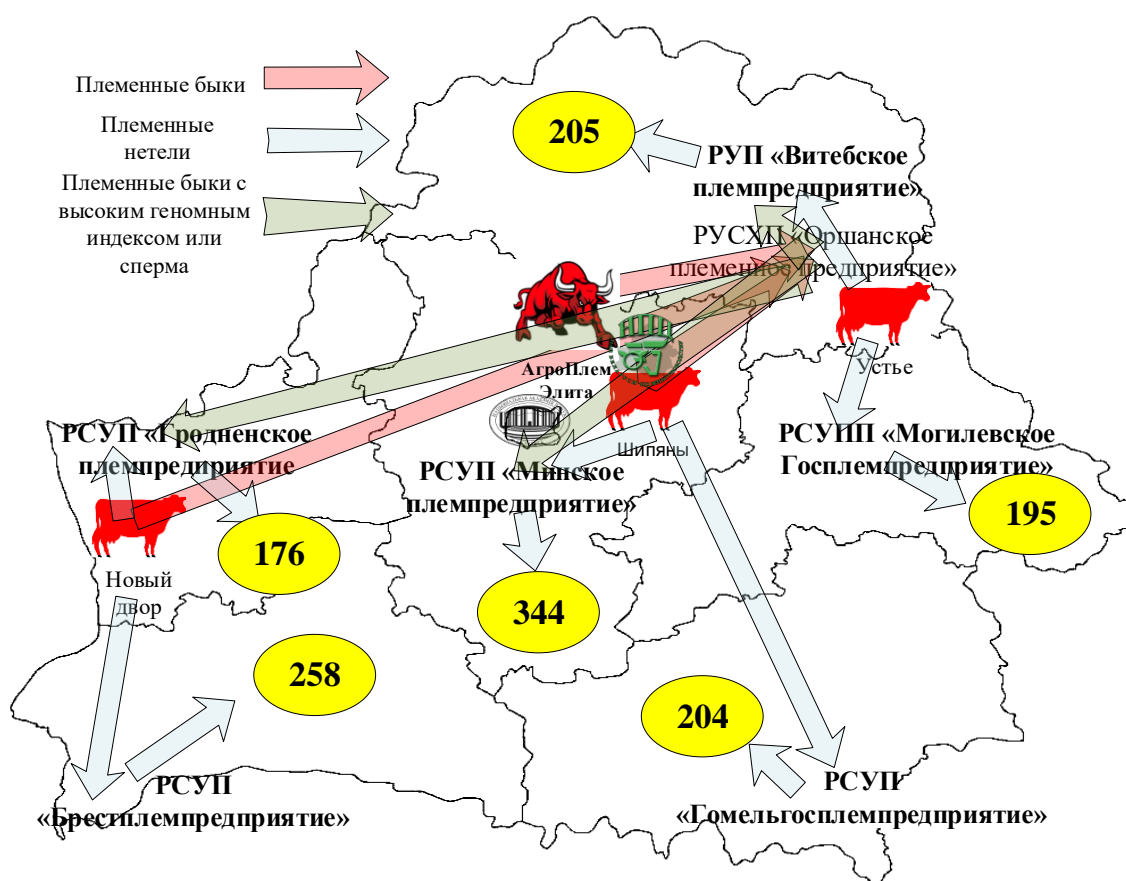 Племенные быки
Племенные
нетели
Племенные быки с
высоким геномным
индексом или
сперма
205
РУП «Витебское
племпредприятие»
РУСХП «Оршанское
племенное предприятие»
АгроПлем
Элита
Устье
РСУП «Гродненское
племпредприятие
Шипяны
РСУПП «Могилевское
Госплемпредприятие»
РСУП «Минское
племпредприятие»
195
176
Новый
двор
344
258
204
РСУП
«Брестплемпредприятие»
РСУП
«Гомельгосплемпредприятие»